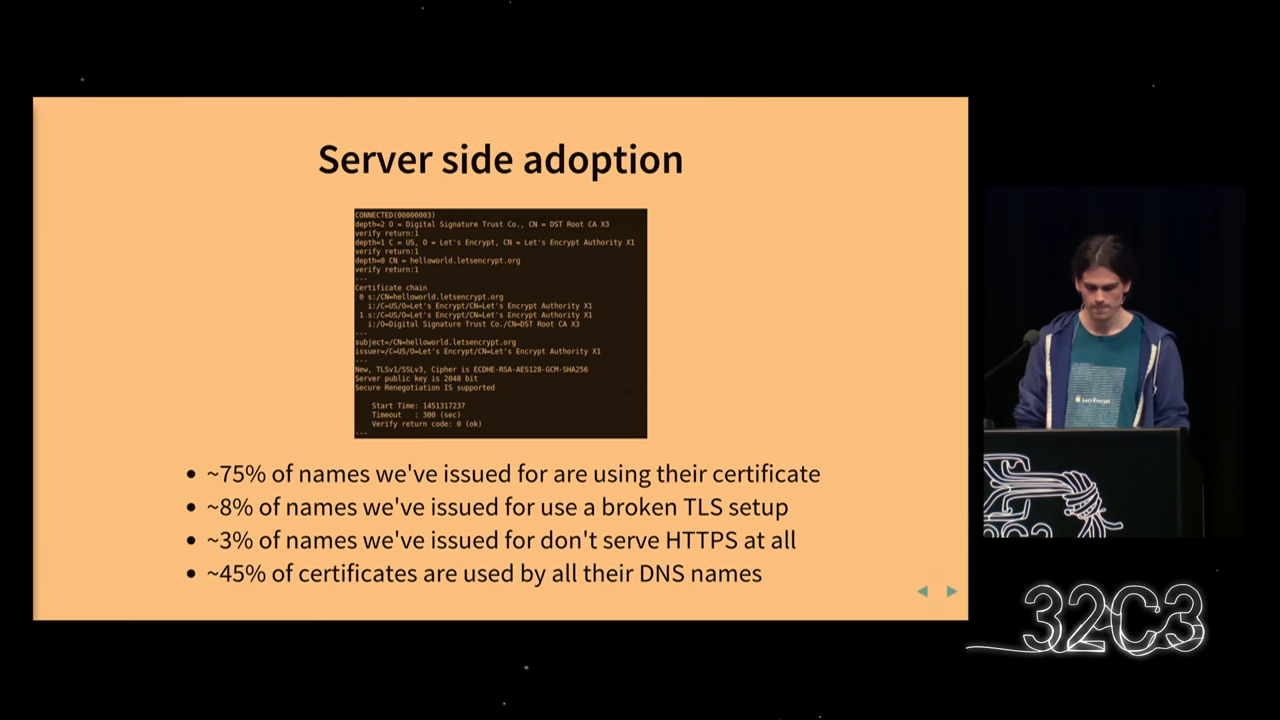 Server side adoption
CONNECTED(00000003)
depth=2 O = Digital Signature Trust Co., CN = DST Root CA X3
verify return:1
depth=1 C = US, O = Let's Encrypt, CN = Let's Encrypt Authority X1
verify return:1
depth=0 CN = helloworld.letsencrypt.org
verify return:1
---
Certificate chain
0 s:/CN=helloworld.letsencrypt.org
i:/C=US/O=Let's Encrypt/CN=Let's Encrypt Authority X1
1 s:/C=US/O=Let's Encrypt/CN=Let's Encrypt Authority X1
i:/O=Digital Signature Trust Co./CN=DST Root CA X3
---
subject=/CN=helloworld.letsencrypt.org
issuer=/C=US/O=Let's Encrypt/CN=Let's Encrypt Authority X1
---
New, TLSv1/SSLv3, Cipher is ECDHE-RSA-AES128-GCM-SHA256
Server public key is 2048 bit
Secure Renegotiation IS supported
Start Time: 1451317237
Timeout : 300 (sec)
Verify return code: 0 (ok)
---
• ~75% of names we've issued for are using their certificate
• ~8% of names we've issued for use a broken TLS setup
• ~3% of names we've issued for don't serve HTTPS at all
• ~45% of certificates are used by all their DNS names
Let's Encrypt
32C3